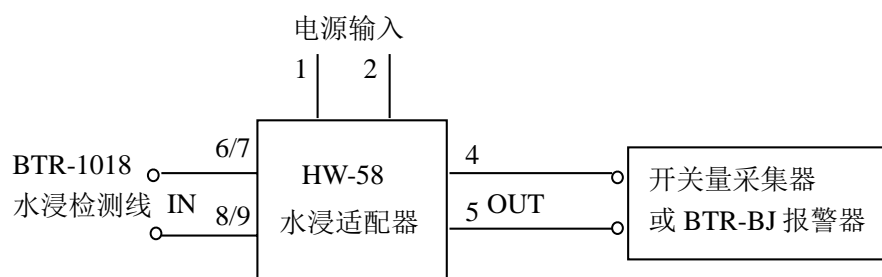 电源输入
1 2
6/7
BTR-1018
水浸检测线 IN
8/9
HW-58
水浸适配器
4
5 OUT
开关量采集器
或 BTR-BJ 报警器